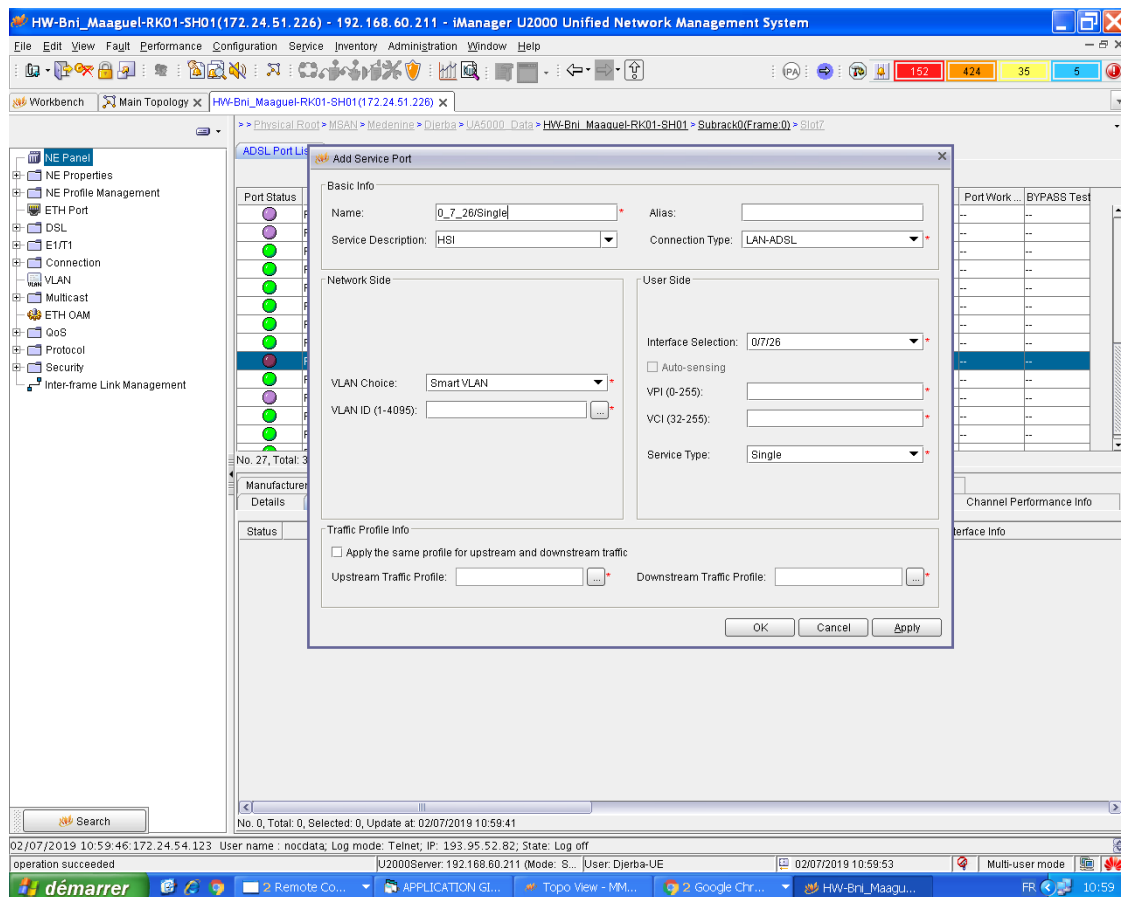 HW-Bni_Maaguel-RK01-SH01(172.24.51.226) - 192.168.60.211 - iManager U2000 Unified Network Management System
File Edit View Fault Performance Configuration Service Inventory Administration Window Help
PA 152 424 35 5
Workbench Main Topology HW-Bni_Maaguel-RK01-SH01(172.24.51.226)
> > Physical Root > MSAN > Medenine > Djerba > UA5000_Data > HW-Bni_Maaguel-RK01-SH01 > Subrack0(Frame:0) > Slot7
NE Panel
NE Properties
NE Profile Management
ETH Port
DSL
E1/T1
Connection
VLAN
Multicast
ETH OAM
QoS
Protocol
Security
Inter-frame Link Management
Search
ADSL Port Lis
Port Status Port Work ... BYPASS Test
Add Service Port
Basic Info
Name: 0_7_26/Single * Alias:
Service Description: HSI Connection Type: LAN-ADSL *
Network Side
VLAN Choice: Smart VLAN *
VLAN ID (1-4095): ... *
User Side
Interface Selection: 0/7/26 *
Auto-sensing
VPI (0-255): *
VCI (32-255): *
Service Type: Single *
Traffic Profile Info
Apply the same profile for upstream and downstream traffic
Upstream Traffic Profile: ... * Downstream Traffic Profile: ... *
OK Cancel Apply
No. 27, Total: 3
Manufacturer
Details Channel Performance Info
Status terface Info
No. 0, Total: 0, Selected: 0, Update at: 02/07/2019 10:59:41
02/07/2019 10:59:46:172.24.54.123 User name : nocdata; Log mode: Telnet; IP: 193.95.52.82; State: Log off
operation succeeded U2000Server: 192.168.60.211 (Mode: S... User: Djerba-UE 02/07/2019 10:59:53 Multi-user mode
démarrer 2 Remote Co... APPLICATION GI... Topo View - MM... 2 Google Chr... HW-Bni_Maagu... FR 10:59